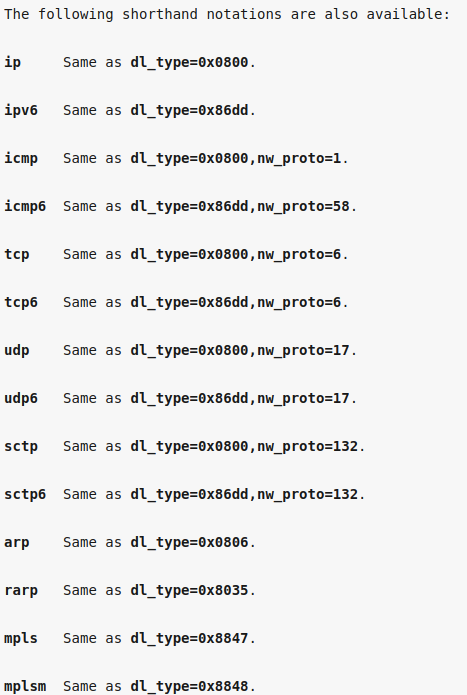 The following shorthand notations are also available:
ip Same as dl_type=0x0800.
ipv6 Same as dl_type=0x86dd.
icmp Same as dl_type=0x0800,nw_proto=1.
icmp6 Same as dl_type=0x86dd,nw_proto=58.
tcp Same as dl_type=0x0800,nw_proto=6.
tcp6 Same as dl_type=0x86dd,nw_proto=6.
udp Same as dl_type=0x0800,nw_proto=17.
udp6 Same as dl_type=0x86dd,nw_proto=17.
sctp Same as dl_type=0x0800,nw_proto=132.
sctp6 Same as dl_type=0x86dd,nw_proto=132.
arp Same as dl_type=0x0806.
rarp Same as dl_type=0x8035.
mpls Same as dl_type=0x8847.
mplsm Same as dl_type=0x8848.